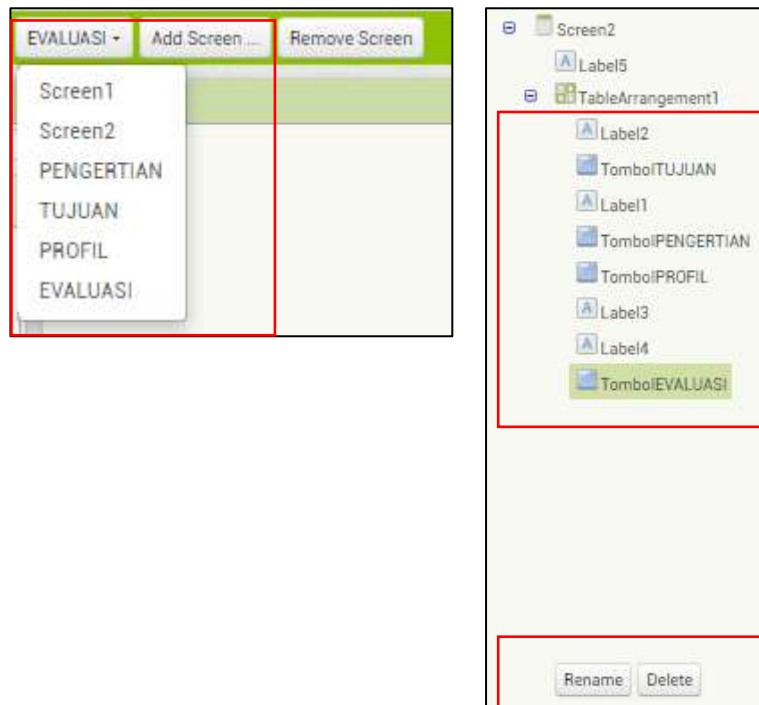 EVALUASI
Add Screen ...
Remove Screen
Screen1
Screen2
PENGERTIAN
TUJUAN
PROFIL
EVALUASI
Screen2
Label5
TableArrangement1
Label2
TombolTUJUAN
Label1
TombolPENGERTIAN
TombolPROFIL
Label3
Label4
TombolEVALUASI
Rename Delete